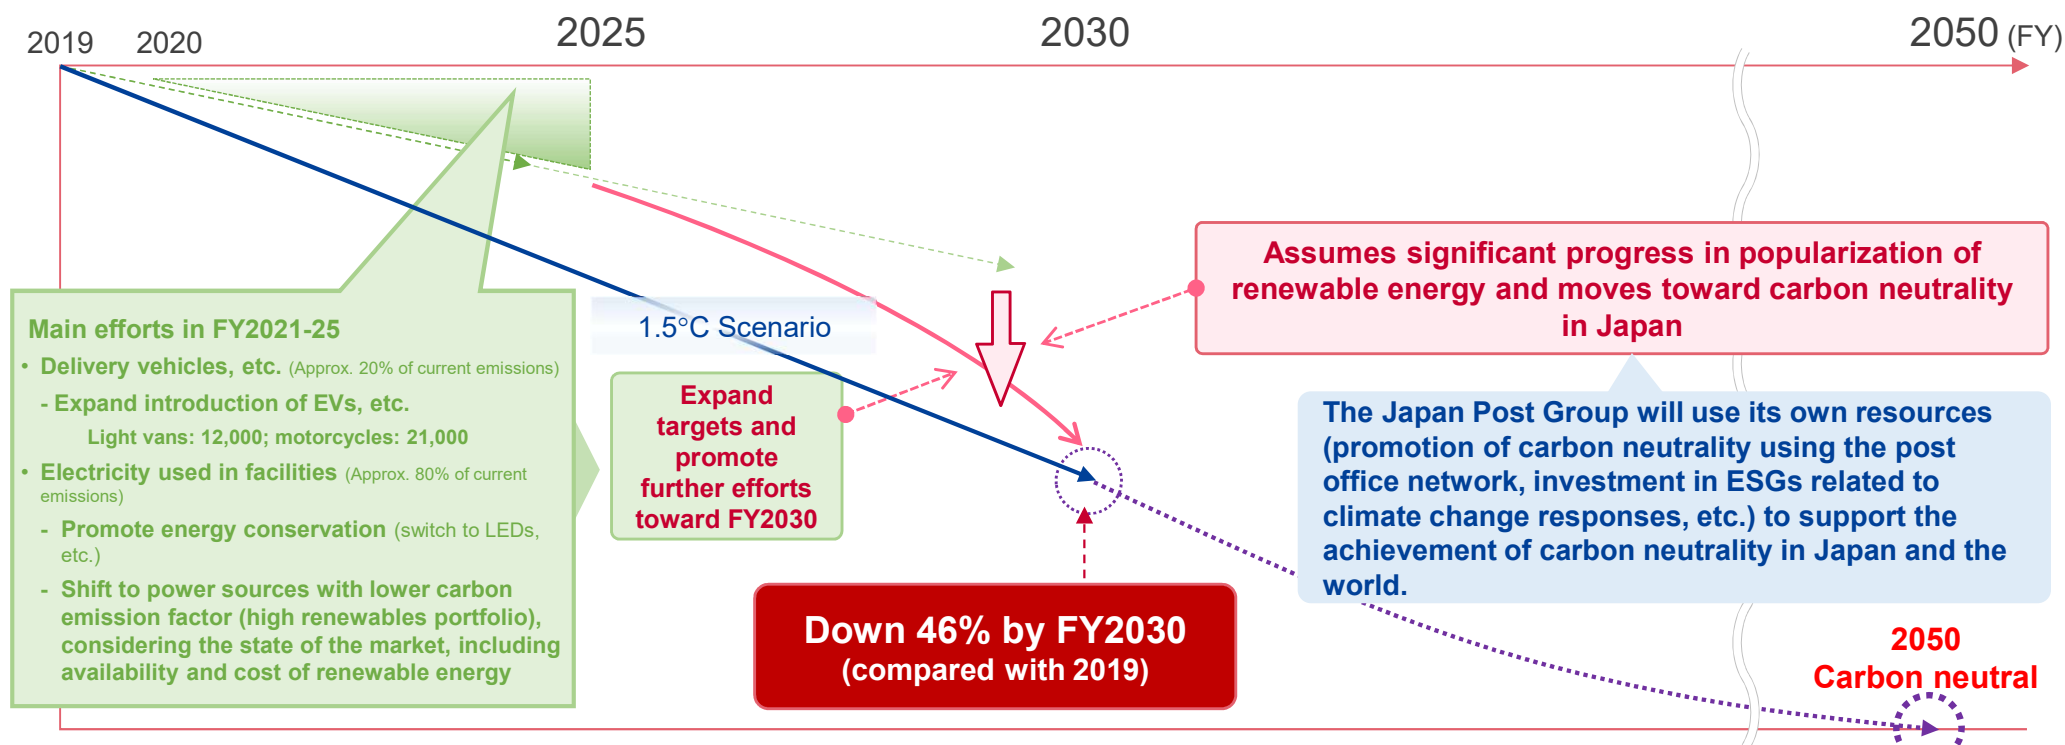 2019
2020
2025
2030
2050 (FY)
Main efforts in FY2021-25
• Delivery vehicles, etc. (Approx. 20% of current emissions)
- Expand introduction of EVs, etc.
Light vans: 12,000; motorcycles: 21,000
• Electricity used in facilities (Approx. 80% of current
emissions)
- Promote energy conservation (switch to LEDs,
etc.)
- Shift to power sources with lower carbon
emission factor (high renewables portfolio),
considering the state of the market, including
availability and cost of renewable energy
1.5°C Scenario
Expand
targets and
promote
further efforts
toward FY2030
Assumes significant progress in popularization of
renewable energy and moves toward carbon neutrality
in Japan
The Japan Post Group will use its own resources
(promotion of carbon neutrality using the post
office network, investment in ESGs related to
climate change responses, etc.) to support the
achievement of carbon neutrality in Japan and the
world.
Down 46% by FY2030
(compared with 2019)
2050
Carbon neutral